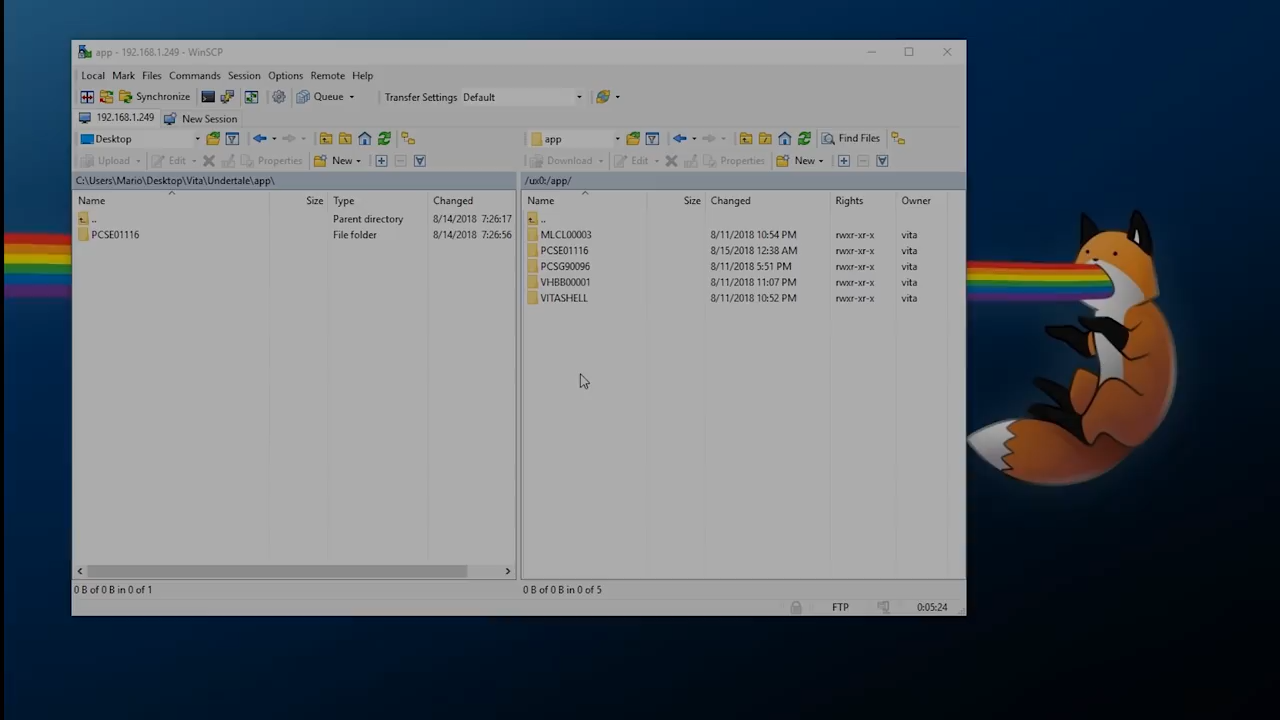 app - 192.168.1.249 - WinSCP
Local Mark Files Commands Session Options Remote Help
Synchronize Queue Transfer Settings Default
192.168.1.249 New Session
Desktop
Upload Edit Properties New
C:\Users\Mario\Desktop\Vita\Undertale\app\
Name Size Type Changed
.. Parent directory 8/14/2018 7:26:17
PCSE01116 File folder 8/14/2018 7:26:56
0 B of 0 B in 0 of 1
app Find Files
Download Edit Properties New
/ux0:/app/
Name Size Changed Rights Owner
..
MLCL00003 8/11/2018 10:54 PM rwxr-xr-x vita
PCSE01116 8/15/2018 12:38 AM rwxr-xr-x vita
PCSG90096 8/11/2018 5:51 PM rwxr-xr-x vita
VHBB00001 8/11/2018 11:07 PM rwxr-xr-x vita
VITASHELL 8/11/2018 10:52 PM rwxr-xr-x vita
0 B of 0 B in 0 of 5
FTP 0:05:24